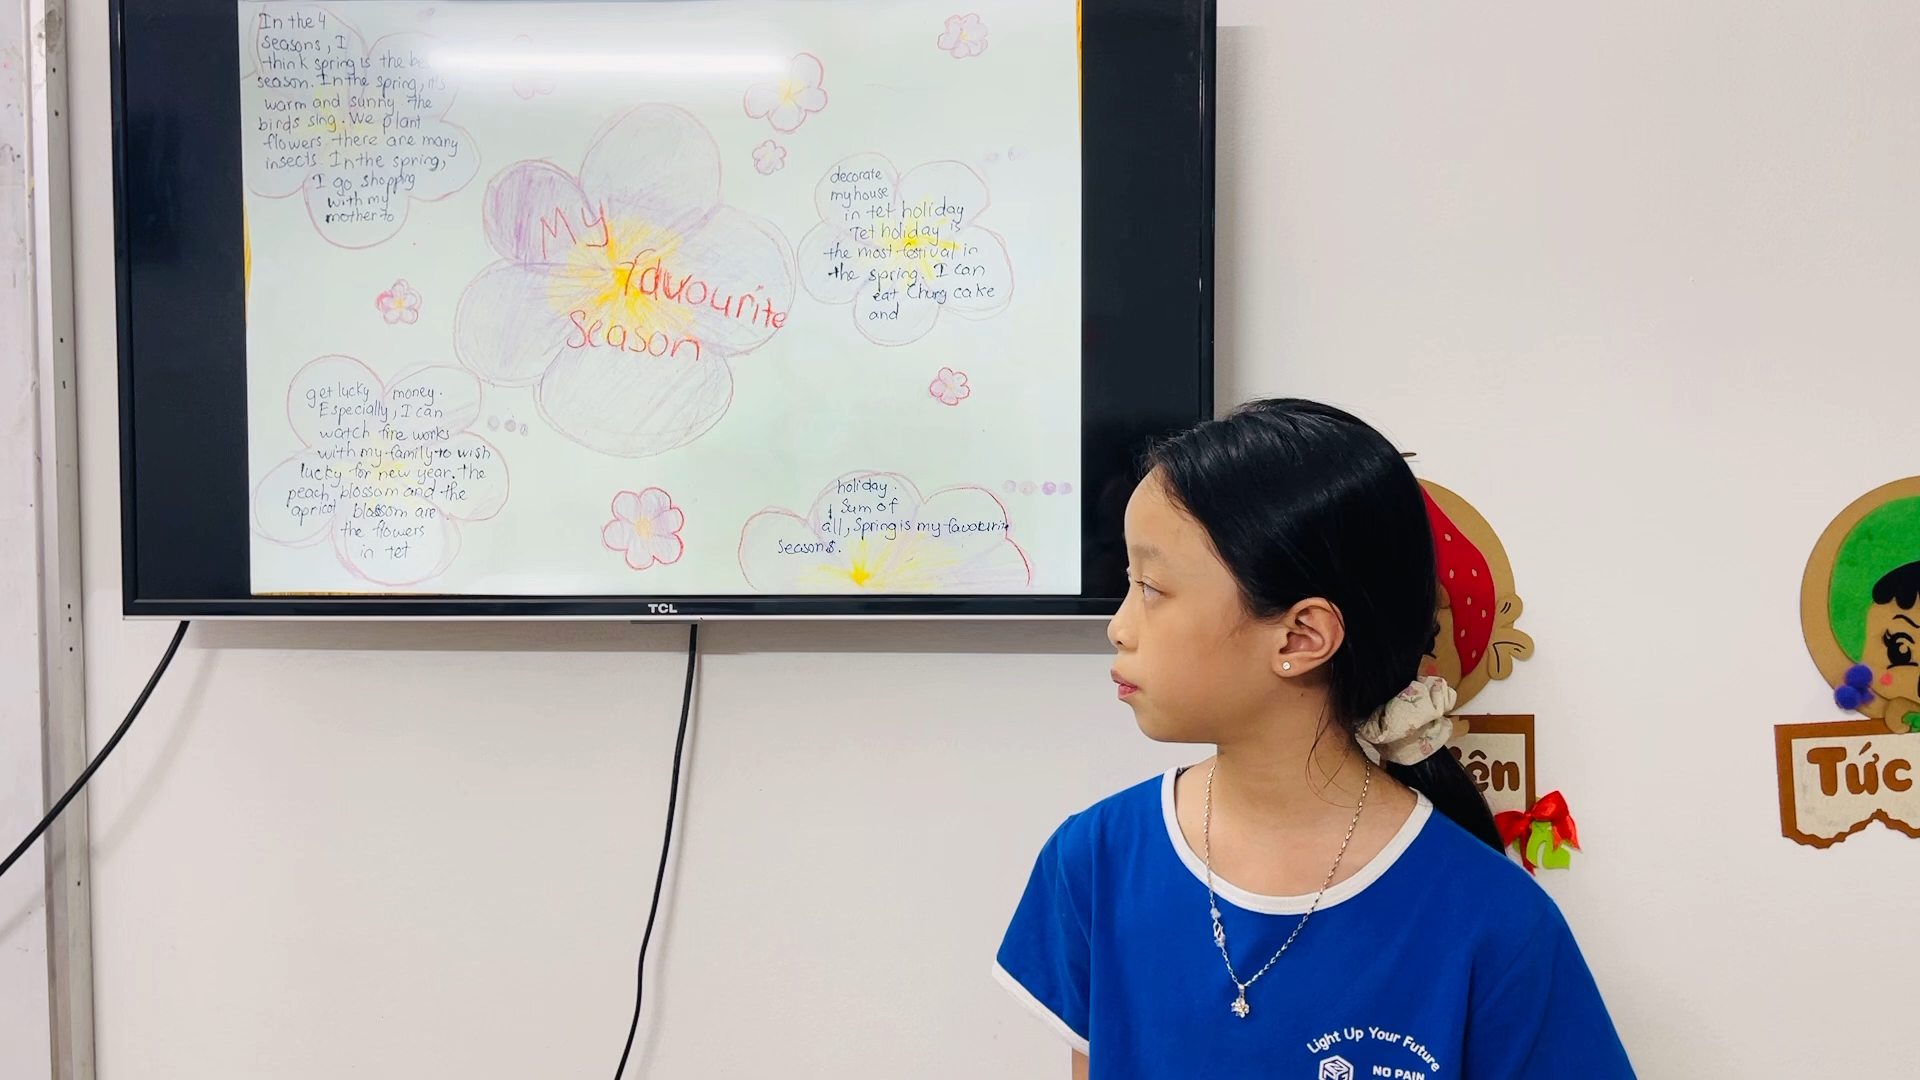 In the 4
seasons, I
think spring is the
season. In the spring, it's
warm and sunny. the
birds sing. We plant
flowers. there are many
insects. In the spring,
I go shopping
with my
mother to
decorate
my house
in tet holiday
Tet holiday is
the most festival in
the spring. I can
eat Chung cake
and
My
favourite
season
get lucky money.
Especially, I can
watch fire works
with my family to wish
lucky for new year. the
peach blossom and the
apricot blossom are
the flowers
in tet
holiday.
Sum of
all, Spring is my favourite
seasons.
TCL
Tức
Light Up Your Future
NO PAIN